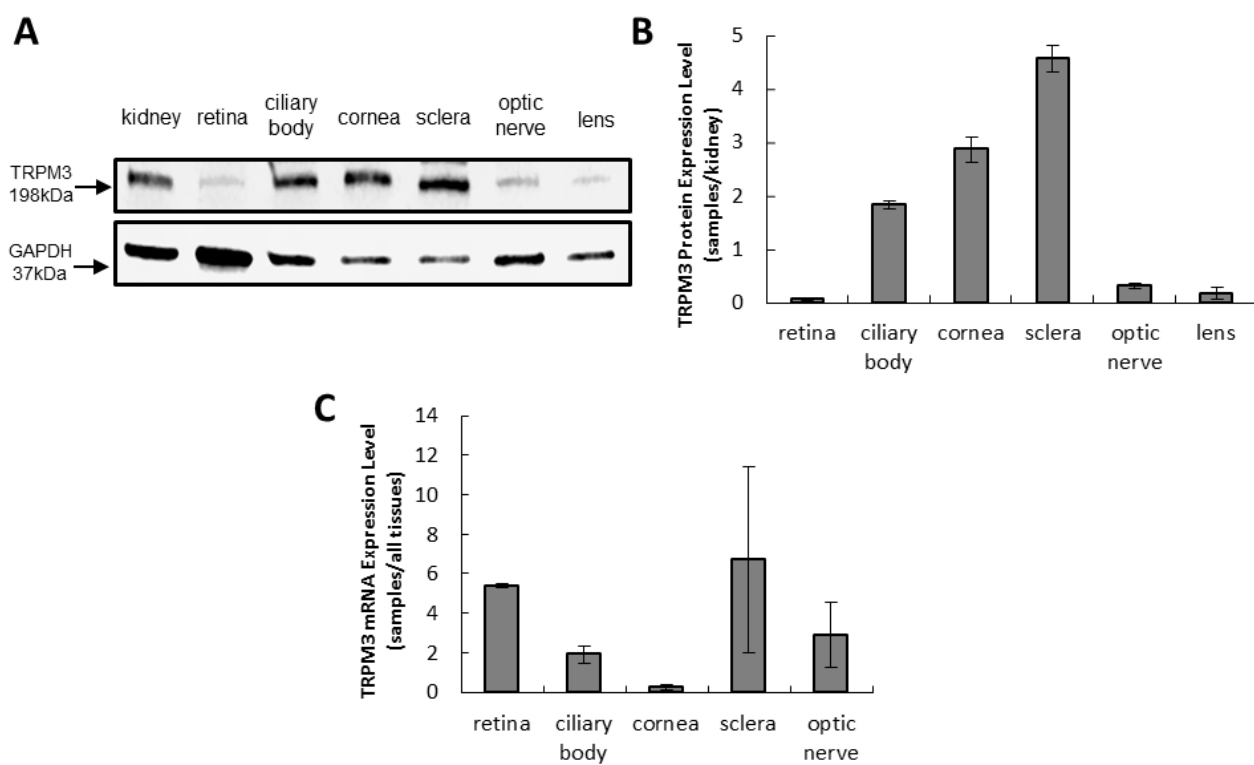 A
kidney retina ciliary body cornea sclera optic nerve lens
TRPM3
198kDa
GAPDH
37kDa
B
TRPM3 Protein Expression Level
(samples/kidney)
5
4
3
2
1
0
retina ciliary body cornea sclera optic nerve lens
C
TRPM3 mRNA Expression Level
(samples/all tissues)
14
12
10
8
6
4
2
0
retina ciliary body cornea sclera optic nerve